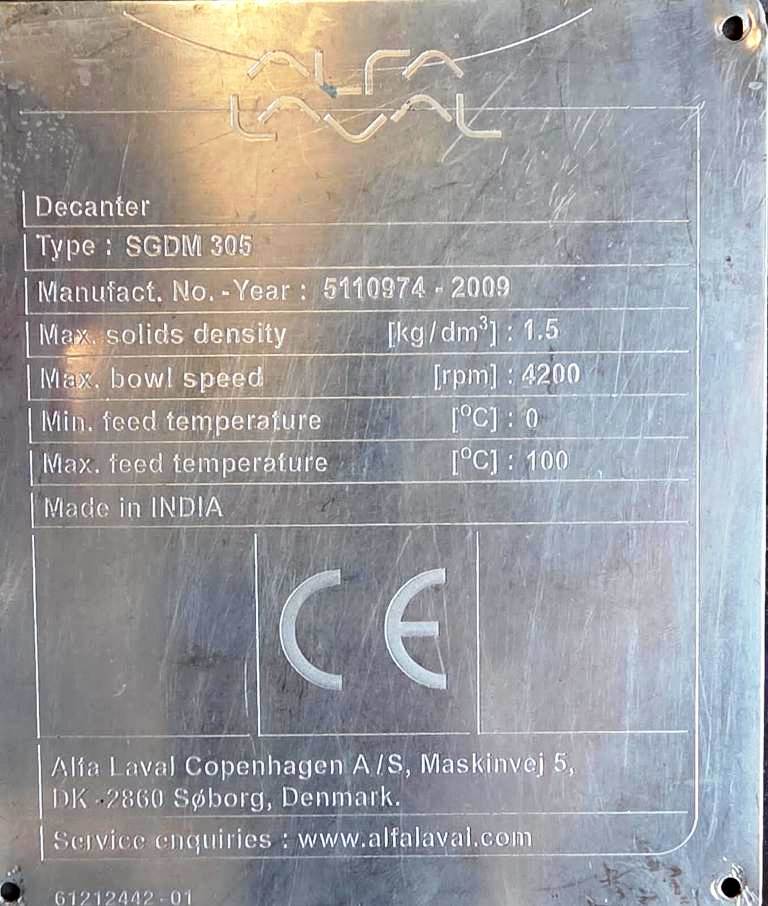 ALFA
LAVAL
Decanter
Type : SGDM 305
Manufact. No. - Year : 5110974 - 2009
Max. solids density [kg/dm³] : 1.5
Max. bowl speed [rpm] : 4200
Min. feed temperature [°C] : 0
Max. feed temperature [°C] : 100
Made in INDIA
CE
Alfa Laval Copenhagen A/S, Maskinvej 5,
DK-2860 Søborg, Denmark.
Service enquiries : www.alfalaval.com
61212442-01